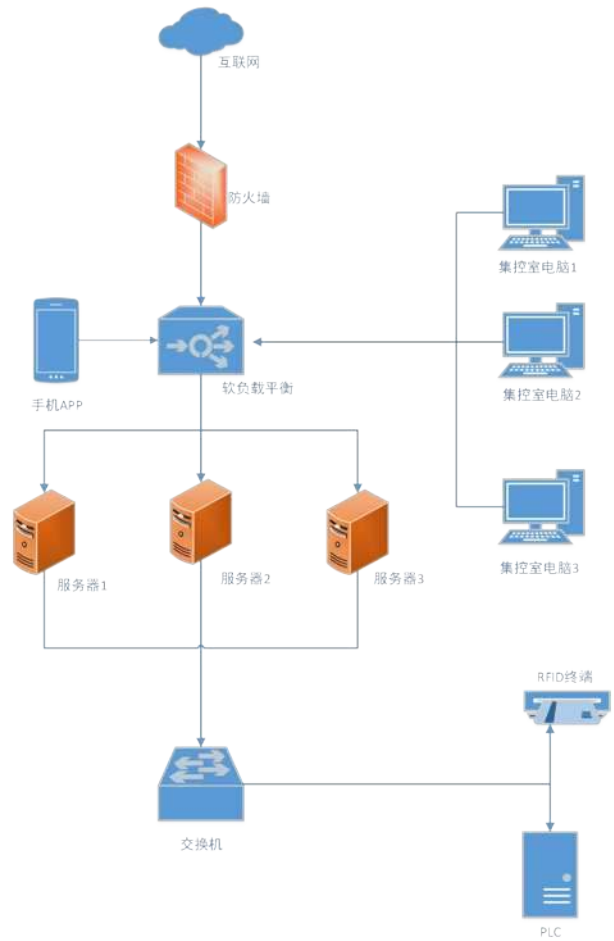 互联网
防火墙
集控室电脑1
手机APP
软负载平衡
集控室电脑2
服务器1
服务器2
服务器3
集控室电脑3
RFID终端
交换机
PLC